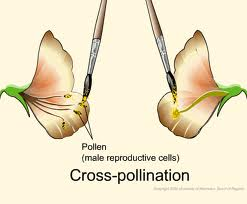 Pollen
(male reproductive cells)
Cross-pollination